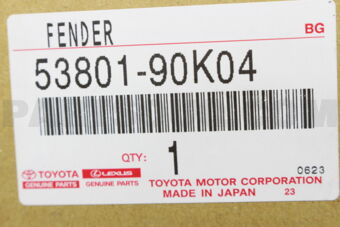 FENDER
BG
53801-90K04
QTY: 1
0623
TOYOTA
GENUINE PARTS
LEXUS
GENUINE PARTS
TOYOTA MOTOR CORPORATION
MADE IN JAPAN 23